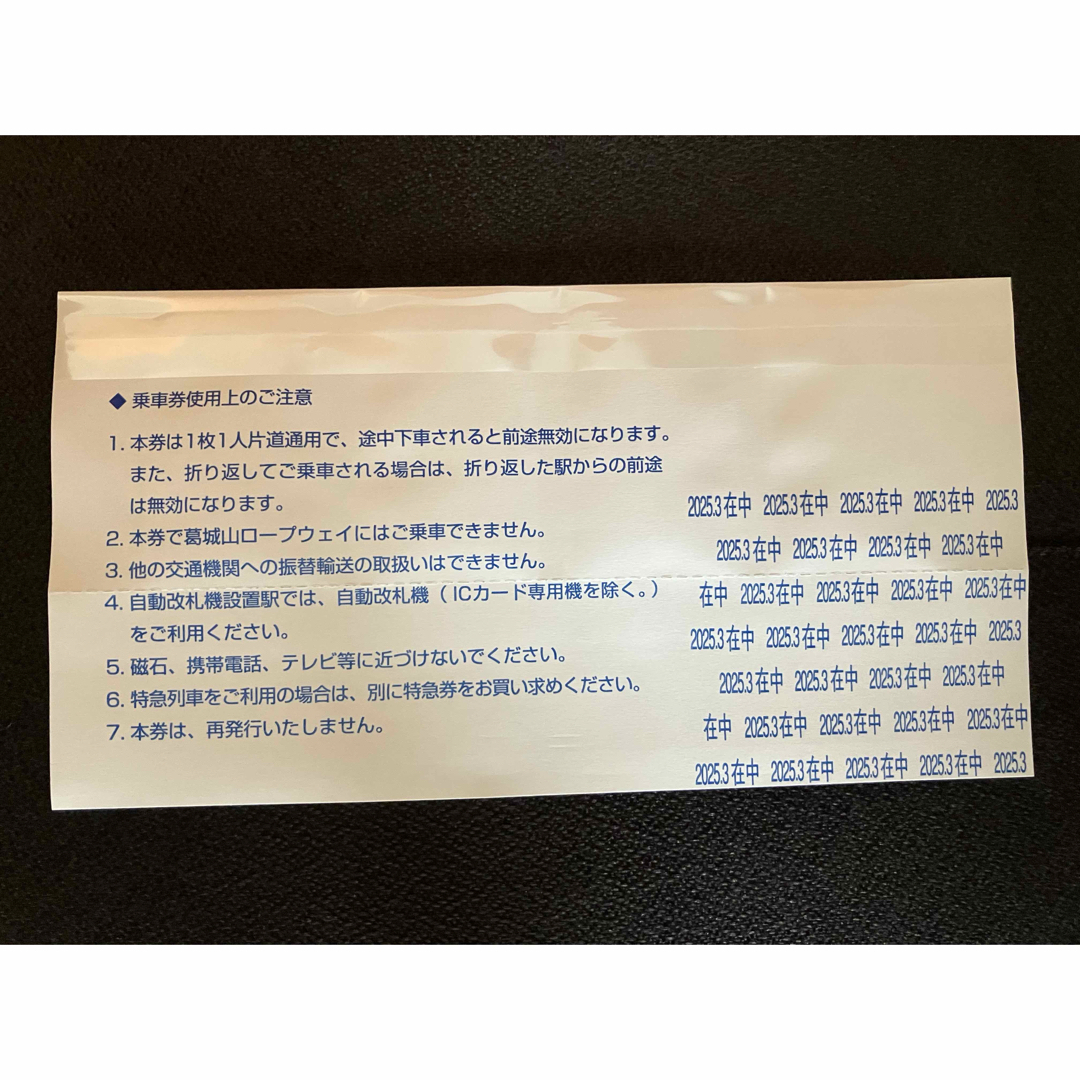 ◆ 乗車券使用上のご注意
1. 本券は1枚1人片道通用で、途中下車されると前途無効になります。
また、折り返してご乗車される場合は、折り返した駅からの前途
は無効になります。
2. 本券で葛城山ロープウェイにはご乗車できません。
3. 他の交通機関への振替輸送の取扱いはできません。
4. 自動改札機設置駅では、自動改札機（ICカード専用機を除く。）
をご利用ください。
5. 磁石、携帯電話、テレビ等に近づけないでください。
6. 特急列車をご利用の場合は、別に特急券をお買い求めください。
7. 本券は、再発行いたしません。
2025.3在中 2025.3在中 2025.3在中 2025.3在中 2025.3
2025.3在中 2025.3在中 2025.3在中 2025.3在中
在中 2025.3在中 2025.3在中 2025.3在中 2025.3在中
2025.3在中 2025.3在中 2025.3在中 2025.3在中 2025.3
2025.3在中 2025.3在中 2025.3在中 2025.3在中
在中 2025.3在中 2025.3在中 2025.3在中 2025.3在中
2025.3在中 2025.3在中 2025.3在中 2025.3在中 2025.3